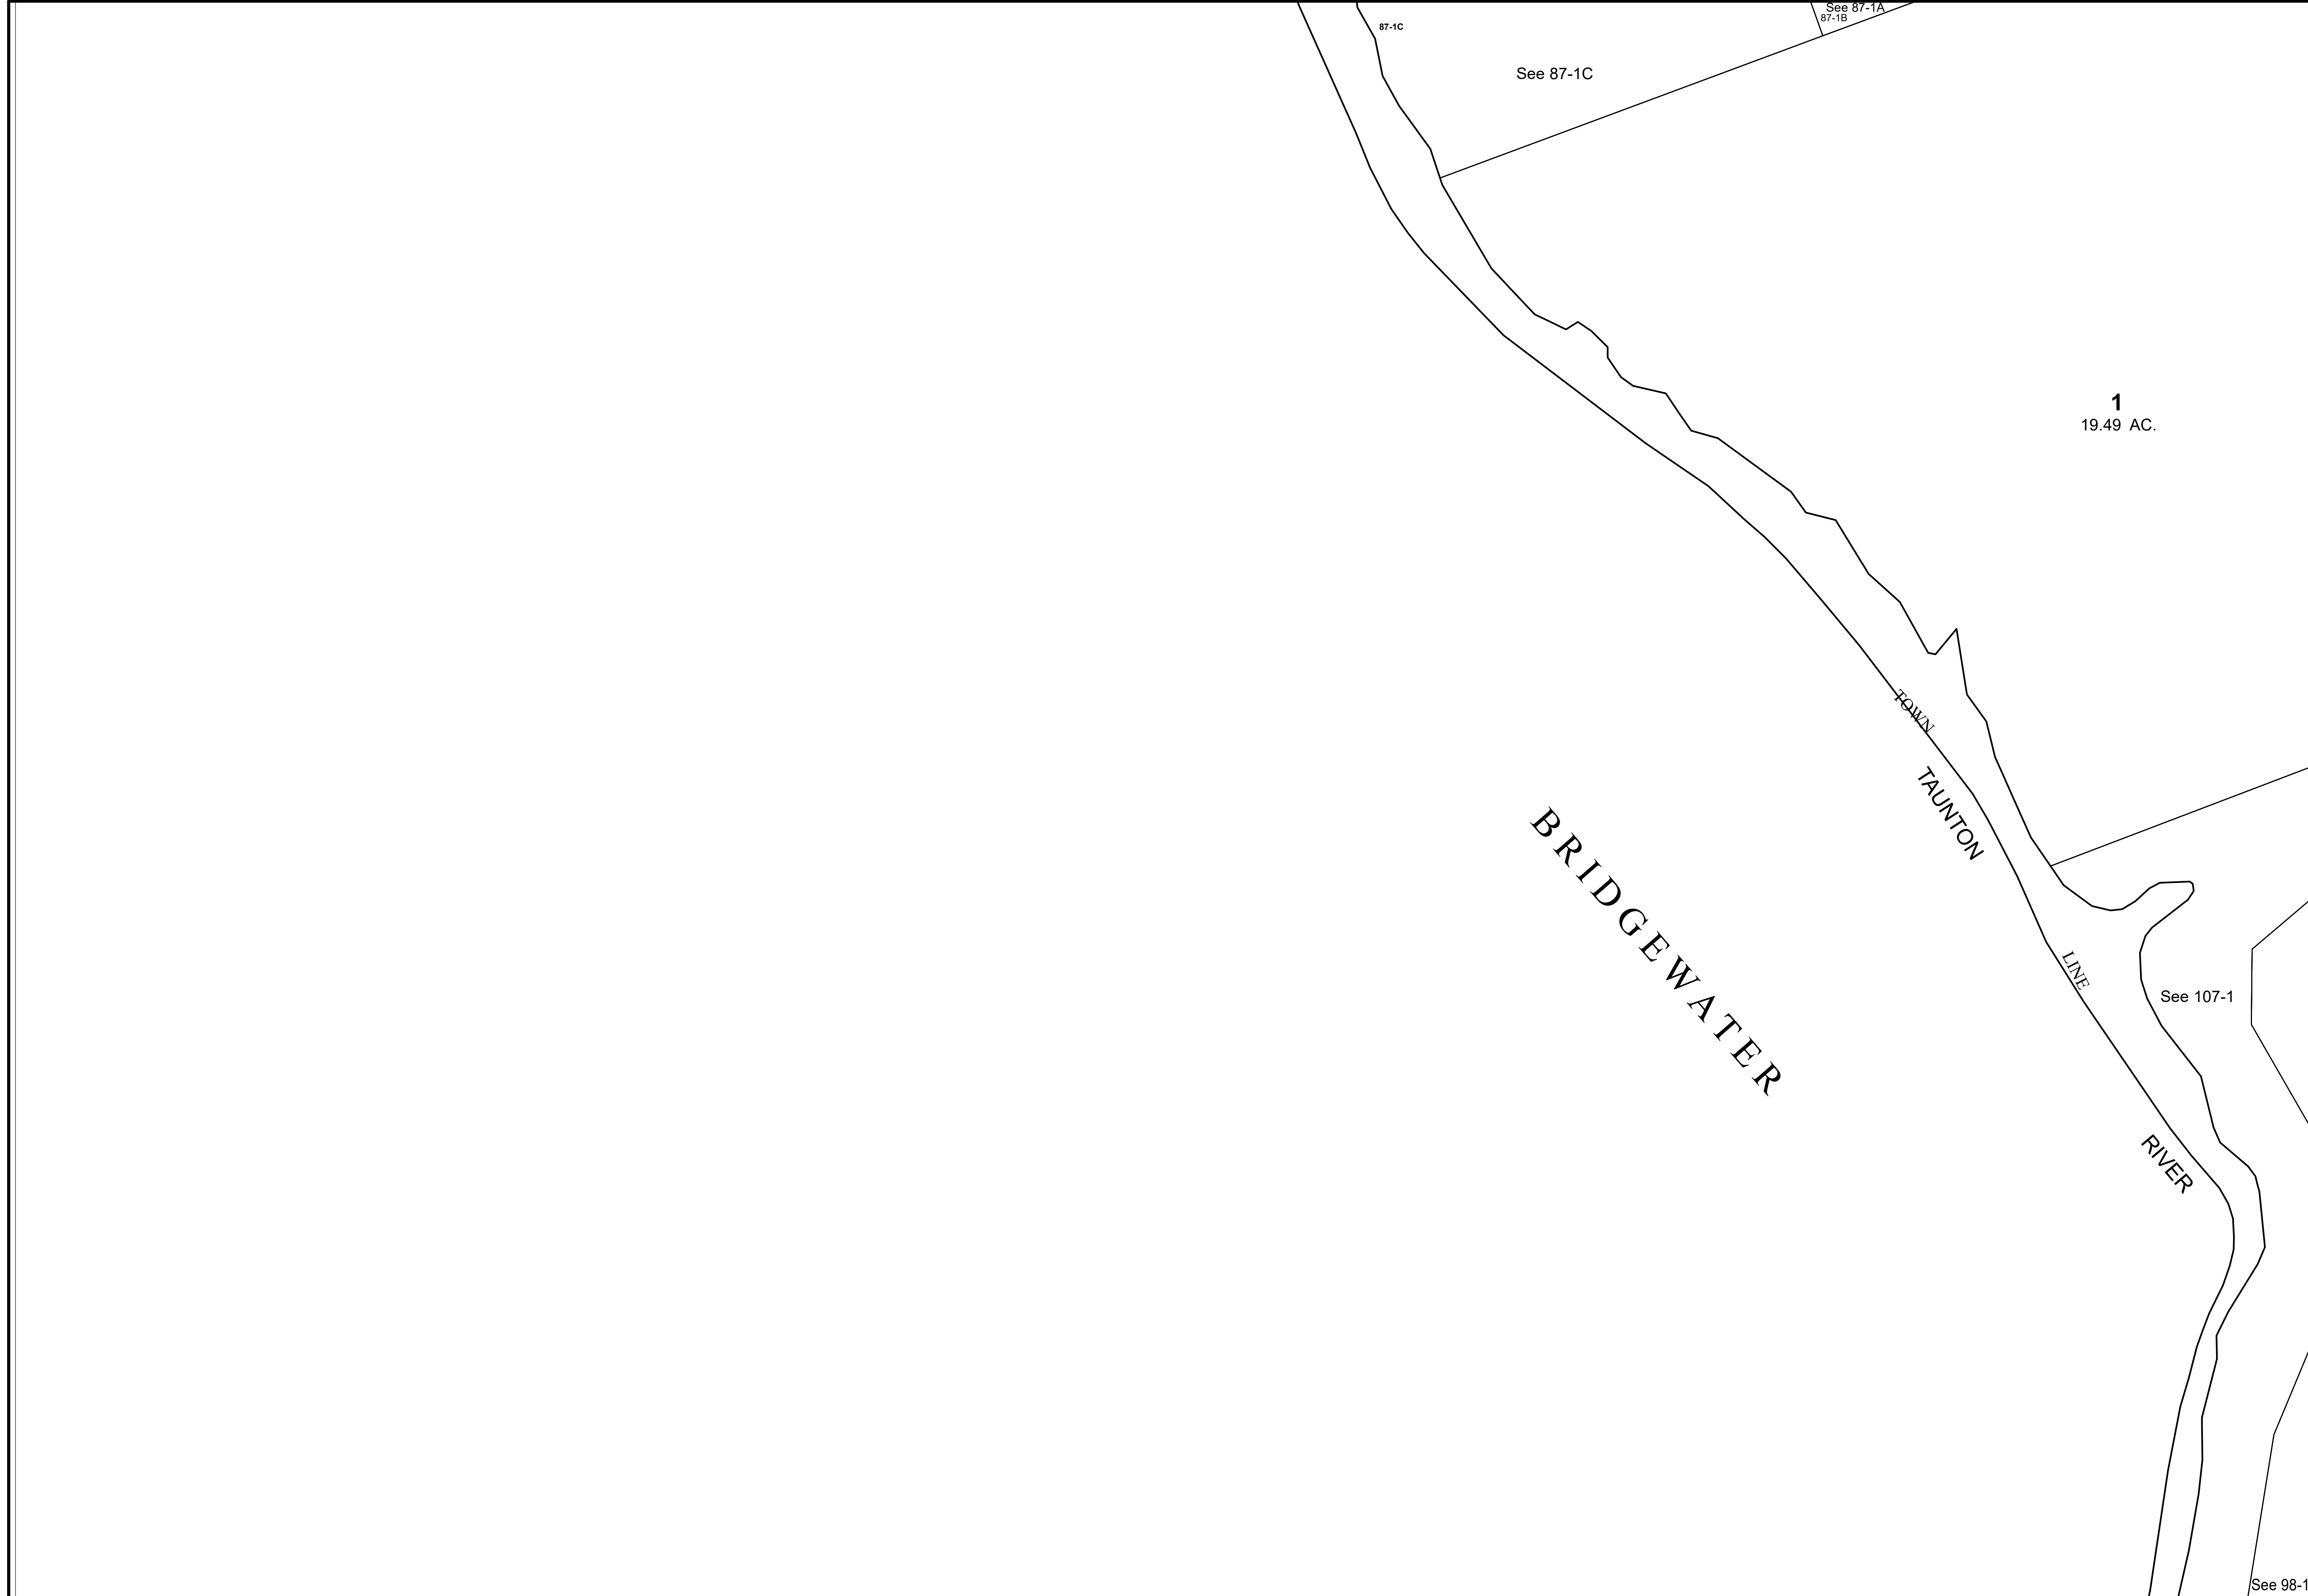 See 87-1A
87-1B
87-1C
See 87-1C
1
19.49 AC.
TOWN
TAUNTON
BRIDGEWATER
LINE
See 107-1
RIVER
See 98-1